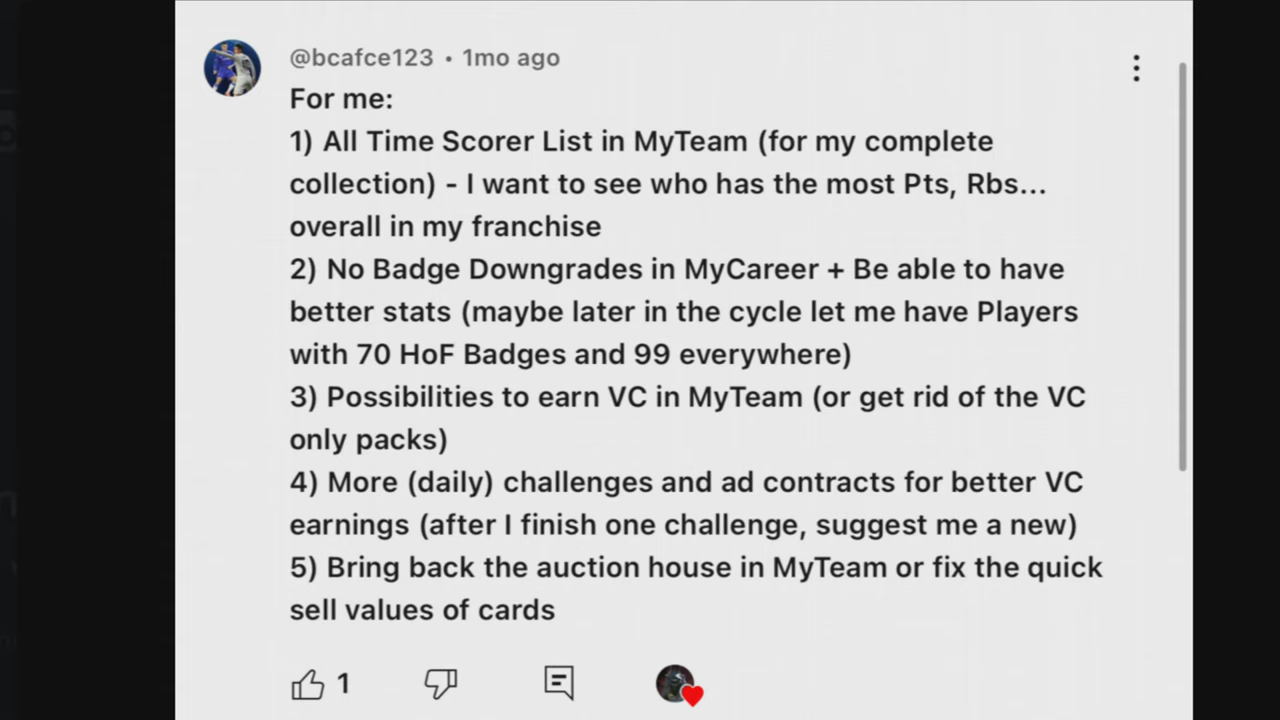 @bcafce123 • 1mo ago
For me:
1) All Time Scorer List in MyTeam (for my complete
collection) - I want to see who has the most Pts, Rbs...
overall in my franchise
2) No Badge Downgrades in MyCareer + Be able to have
better stats (maybe later in the cycle let me have Players
with 70 HoF Badges and 99 everywhere)
3) Possibilities to earn VC in MyTeam (or get rid of the VC
only packs)
4) More (daily) challenges and ad contracts for better VC
earnings (after I finish one challenge, suggest me a new)
5) Bring back the auction house in MyTeam or fix the quick
sell values of cards
1